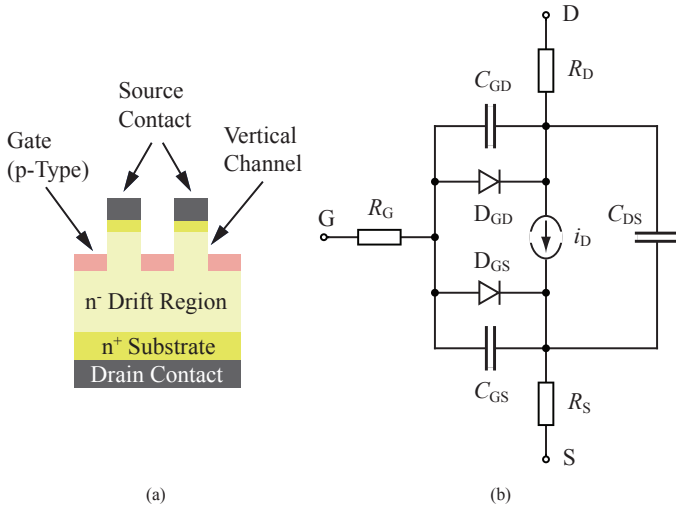 Source
Contact
Gate
(p-Type)
Vertical
Channel
n⁻ Drift Region
n⁺ Substrate
Drain Contact
(a)
D
R_D
C_GD
D_GD
G
R_G
i_D
C_DS
D_GS
C_GS
R_S
S
(b)